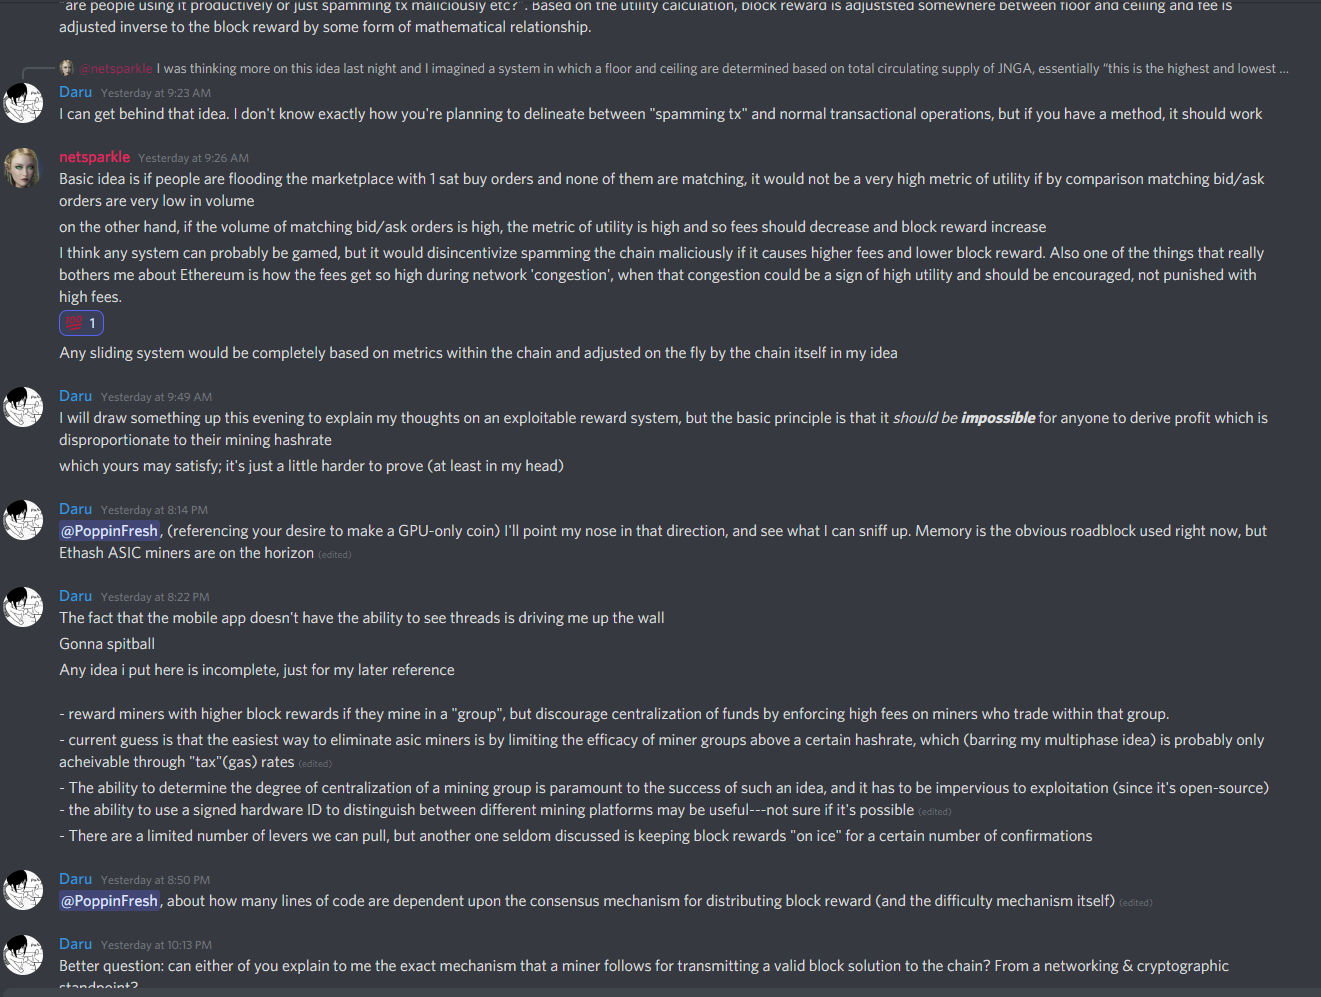 "are people using it productively or just spamming tx maliciously etc?". Based on the utility calculation, block reward is adjuststed somewhere between floor and ceiling and fee is
adjusted inverse to the block reward by some form of mathematical relationship.
@netsparkle I was thinking more on this idea last night and I imagined a system in which a floor and ceiling are determined based on total circulating supply of JNGA, essentially "this is the highest and lowest ...
Daru Yesterday at 9:23 AM
I can get behind that idea. I don't know exactly how you're planning to delineate between "spamming tx" and normal transactional operations, but if you have a method, it should work
netsparkle Yesterday at 9:26 AM
Basic idea is if people are flooding the marketplace with 1 sat buy orders and none of them are matching, it would not be a very high metric of utility if by comparison matching bid/ask
orders are very low in volume
on the other hand, if the volume of matching bid/ask orders is high, the metric of utility is high and so fees should decrease and block reward increase
I think any system can probably be gamed, but it would disincentivize spamming the chain maliciously if it causes higher fees and lower block reward. Also one of the things that really
bothers me about Ethereum is how the fees get so high during network 'congestion', when that congestion could be a sign of high utility and should be encouraged, not punished with
high fees.
💯 1
Any sliding system would be completely based on metrics within the chain and adjusted on the fly by the chain itself in my idea
Daru Yesterday at 9:49 AM
I will draw something up this evening to explain my thoughts on an exploitable reward system, but the basic principle is that it should be impossible for anyone to derive profit which is
disproportionate to their mining hashrate
which yours may satisfy; it's just a little harder to prove (at least in my head)
Daru Yesterday at 8:14 PM
@PoppinFresh, (referencing your desire to make a GPU-only coin) I'll point my nose in that direction, and see what I can sniff up. Memory is the obvious roadblock used right now, but
Ethash ASIC miners are on the horizon (edited)
Daru Yesterday at 8:22 PM
The fact that the mobile app doesn't have the ability to see threads is driving me up the wall
Gonna spitball
Any idea i put here is incomplete, just for my later reference
- reward miners with higher block rewards if they mine in a "group", but discourage centralization of funds by enforcing high fees on miners who trade within that group.
- current guess is that the easiest way to eliminate asic miners is by limiting the efficacy of miner groups above a certain hashrate, which (barring my multiphase idea) is probably only
acheivable through "tax"(gas) rates (edited)
- The ability to determine the degree of centralization of a mining group is paramount to the success of such an idea, and it has to be impervious to exploitation (since it's open-source)
- the ability to use a signed hardware ID to distinguish between different mining platforms may be useful---not sure if it's possible (edited)
- There are a limited number of levers we can pull, but another one seldom discussed is keeping block rewards "on ice" for a certain number of confirmations
Daru Yesterday at 8:50 PM
@PoppinFresh, about how many lines of code are dependent upon the consensus mechanism for distributing block reward (and the difficulty mechanism itself) (edited)
Daru Yesterday at 10:13 PM
Better question: can either of you explain to me the exact mechanism that a miner follows for transmitting a valid block solution to the chain? From a networking & cryptographic
standpoint?